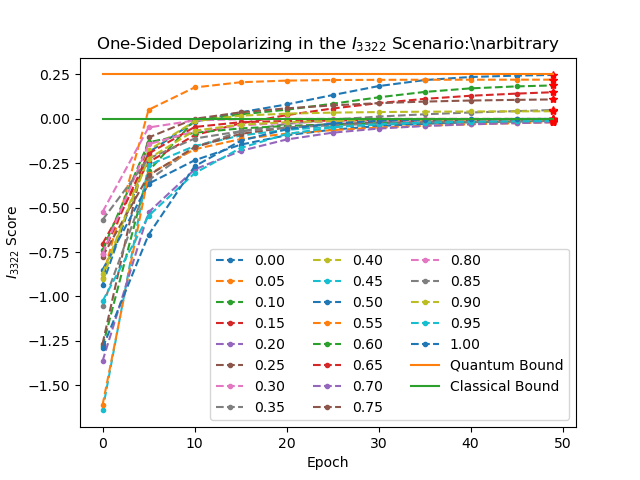 One-Sided Depolarizing in the I3322 Scenario:\narbitrary
0.25
0.00
−0.25
−0.50
−0.75
−1.00
−1.25
−1.50
I3322 Score
0.00 0.40 0.80
0.05 0.45 0.85
0.10 0.50 0.90
0.15 0.55 0.95
0.20 0.60 1.00
0.25 0.65 Quantum Bound
0.30 0.70 Classical Bound
0.35 0.75
0 10 20 30 40 50
Epoch